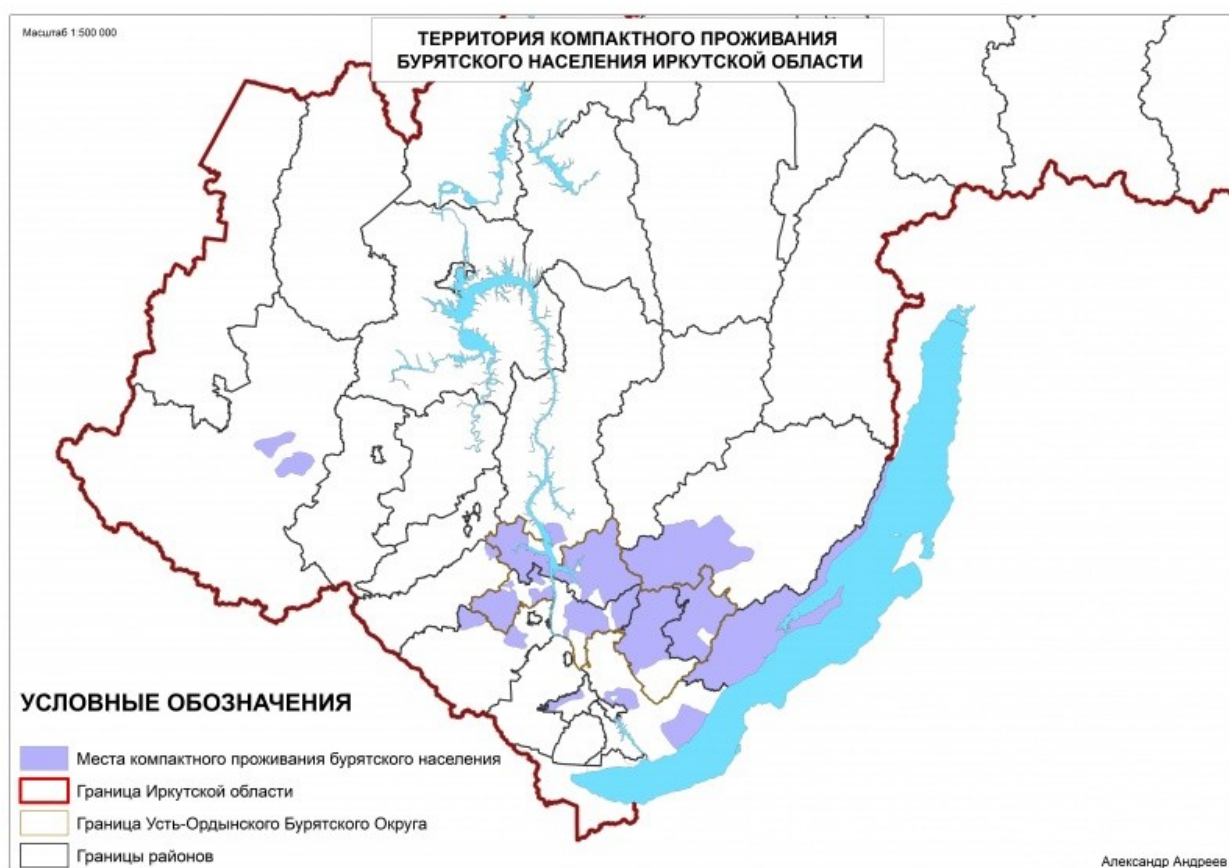 Масштаб 1:500 000
ТЕРРИТОРИЯ КОМПАКТНОГО ПРОЖИВАНИЯ
БУРЯТСКОГО НАСЕЛЕНИЯ ИРКУТСКОЙ ОБЛАСТИ
УСЛОВНЫЕ ОБОЗНАЧЕНИЯ
Места компактного проживания бурятского населения
Граница Иркутской области
Граница Усть-Ордынского Бурятского Округа
Границы районов
Александр Андреев